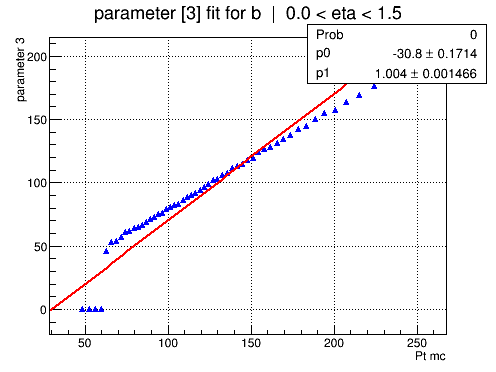 parameter [3] fit for b | 0.0 < eta < 1.5
Prob 0
p0 -30.8 ± 0.1714
p1 1.004 ± 0.001466
parameter 3
200
150
100
50
0
50 100 150 200 250
Pt mc